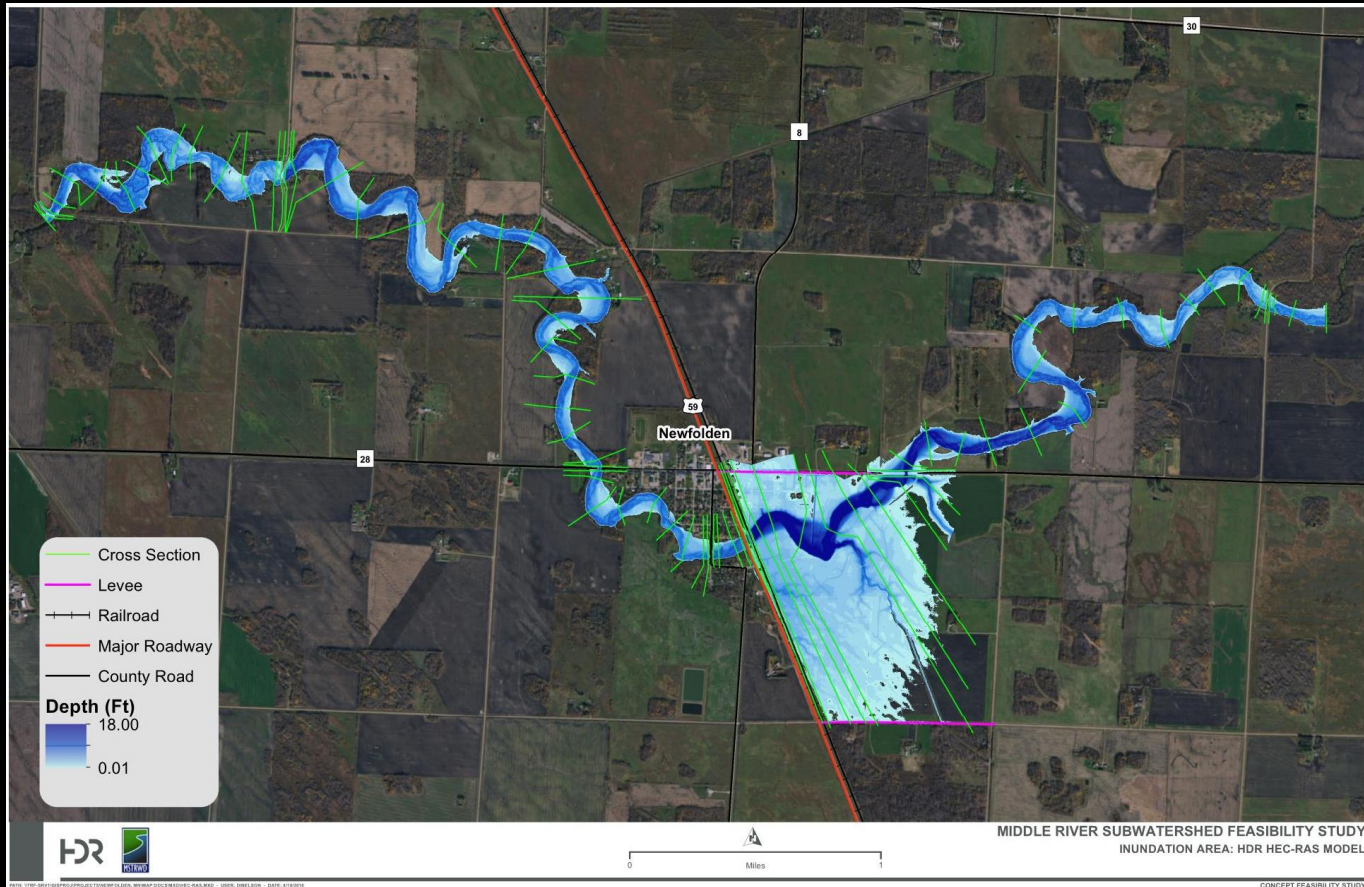 30
8
59
Newfolden
28
Cross Section
Levee
Railroad
Major Roadway
County Road
Depth (Ft)
18.00
0.01
HDR
MSTRWD
0
1
Miles
MIDDLE RIVER SUBWATERSHED FEASIBILITY STUDY
INUNDATION AREA: HDR HEC-RAS MODEL
CONCEPT FEASIBILITY STUDY